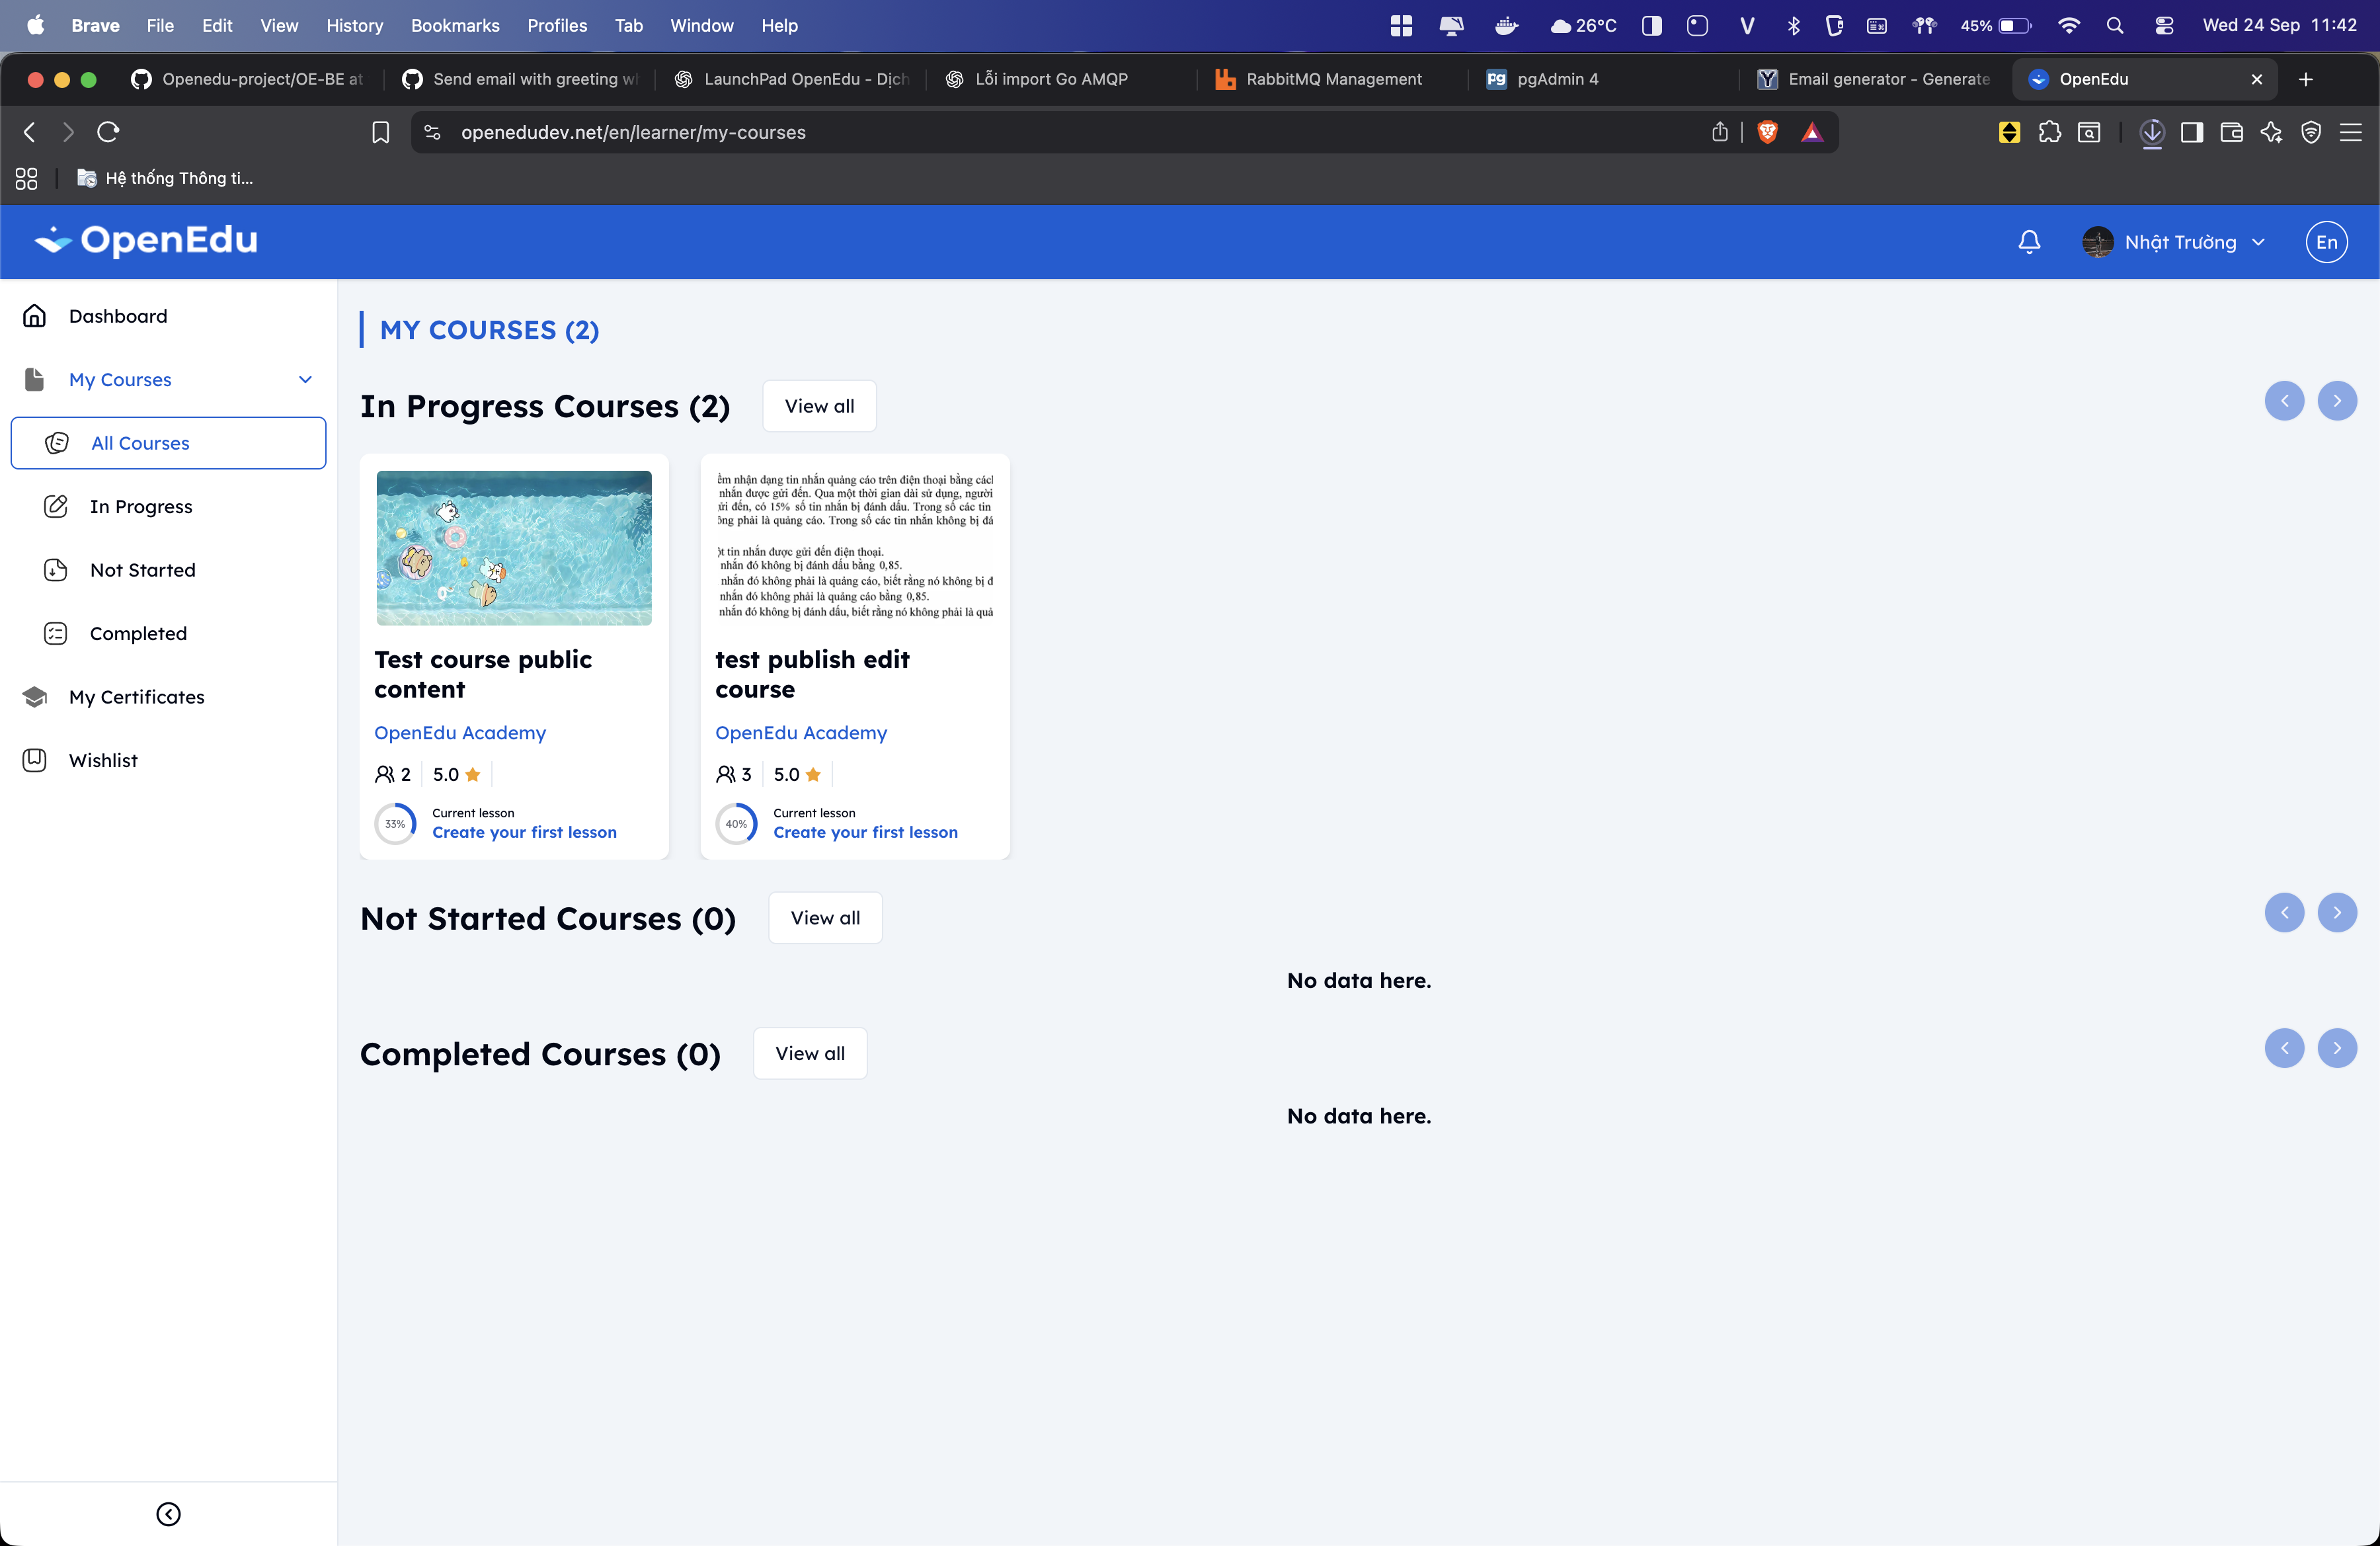 Brave File Edit View History Bookmarks Profiles Tab Window Help 26°C 45% Wed 24 Sep 11:42
Openedu-project/OE-BE at Send email with greeting LaunchPad OpenEdu - Dịch Lỗi import Go AMQP RabbitMQ Management pgAdmin 4 Email generator - Generate OpenEdu
openedudev.net/en/learner/my-courses
Hệ thống Thông ti...
OpenEdu
Nhật Trường
En
Dashboard
My Courses
All Courses
In Progress
Not Started
Completed
My Certificates
Wishlist
MY COURSES (2)
In Progress Courses (2) View all
Test course public
content
OpenEdu Academy
2 5.0
33%
Current lesson
Create your first lesson
nhận dạng tin nhắn quảng cáo trên điện thoại bằng
nhắn được gửi đến. Qua một thời gian dài sử dụng, người
đến, có 15% số tin nhắn bị đánh dấu. Trong số các tin
phải là quảng cáo. Trong số các tin nhắn không bị
tin nhắn được gửi đến điện thoại.
nhắn đó không bị đánh dấu bằng 0,85.
nhắn đó không phải là quảng cáo, biết rằng nó không bị
nhắn đó không phải là quảng cáo bằng 0,85.
nhắn đó không bị đánh dấu, biết rằng nó không phải là
test publish edit
course
OpenEdu Academy
3 5.0
40%
Current lesson
Create your first lesson
Not Started Courses (0) View all
No data here.
Completed Courses (0) View all
No data here.